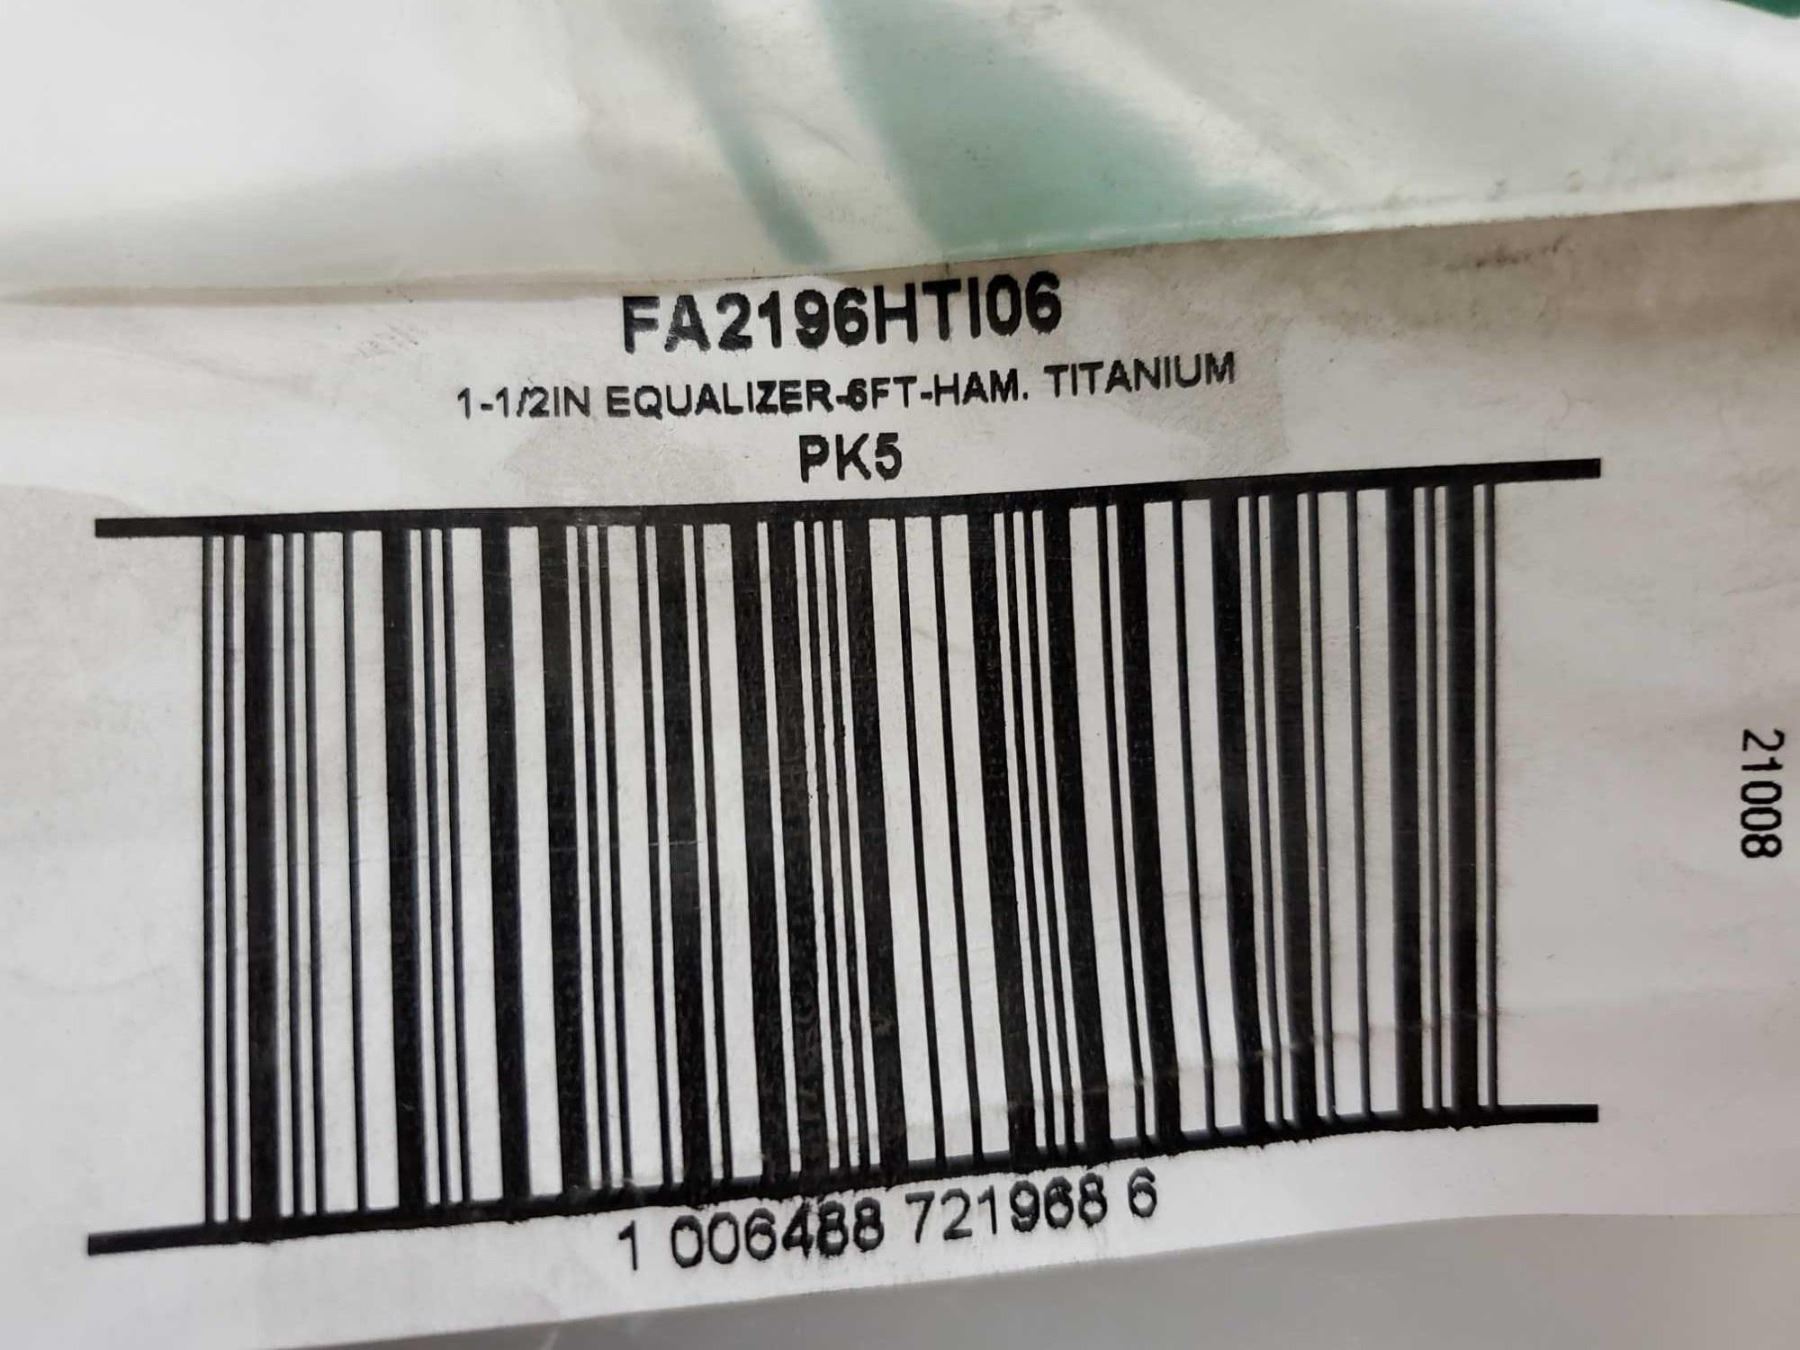 FA2196HTI06
1-1/2IN EQUALIZER-6FT-HAM. TITANIUM
PK5
21008
1 006488 721968 6